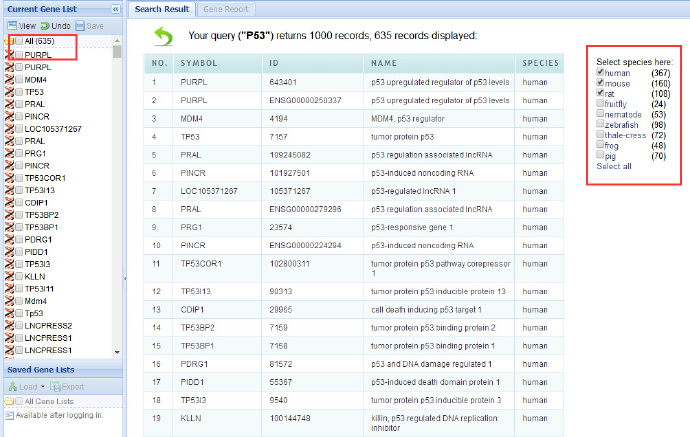 Current Gene List
View Undo Save
All (635)
PURPL
PURPL
MDM4
TP53
PRAL
PINCR
LOC105371267
PRAL
PRG1
PINCR
TP53COR1
TP53I13
CDIP1
TP53BP2
TP53BP1
PDRG1
PIDD1
TP53I3
KLLN
TP53I11
Mdm4
Tp53
LNCPRESS2
LNCPRESS1
LNCPRESS1
Saved Gene Lists
Load Export
All Gene Lists
Available after logging in.
Search Result Gene Report
Your query ("P53") returns 1000 records, 635 records displayed:
NO. SYMBOL ID NAME SPECIES
1 PURPL 643401 p53 upregulated regulator of p53 levels human
2 PURPL ENSG00000250337 p53 upregulated regulator of p53 levels human
3 MDM4 4194 MDM4, p53 regulator human
4 TP53 7157 tumor protein p53 human
5 PRAL 109245082 p53 regulation associated lncRNA human
6 PINCR 101927501 p53-induced noncoding RNA human
7 LOC105371267 105371267 p53-regulated lncRNA 1 human
8 PRAL ENSG00000279296 p53 regulation associated lncRNA human
9 PRG1 23574 p53-responsive gene 1 human
10 PINCR ENSG00000224294 p53-induced noncoding RNA human
11 TP53COR1 102800311 tumor protein p53 pathway corepressor 1 human
12 TP53I13 90313 tumor protein p53 inducible protein 13 human
13 CDIP1 29965 cell death inducing p53 target 1 human
14 TP53BP2 7159 tumor protein p53 binding protein 2 human
15 TP53BP1 7158 tumor protein p53 binding protein 1 human
16 PDRG1 81572 p53 and DNA damage regulated 1 human
17 PIDD1 55367 p53-induced death domain protein 1 human
18 TP53I3 9540 tumor protein p53 inducible protein 3 human
19 KLLN 100144748 killin, p53 regulated DNA replication inhibitor human
Select species here:
human (367)
mouse (160)
rat (108)
fruitfly (24)
nematode (53)
zebrafish (98)
thale-cress (72)
frog (48)
pig (70)
Select all